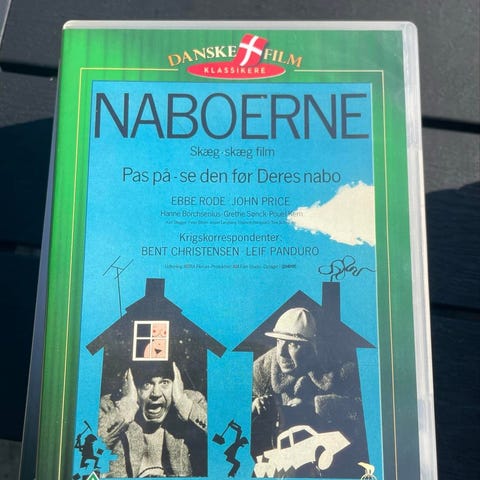 DANSKE FILM
KLASSIKERE
NABOERNE
Skæg-skæg film
Pas på-se den før Deres nabo
EBBE RODE · JOHN PRICE
Hanne Borchsenius · Grethe Sønck · Poul
Krigskorrespondenter:
BENT CHRISTENSEN · LEIF PANDURO